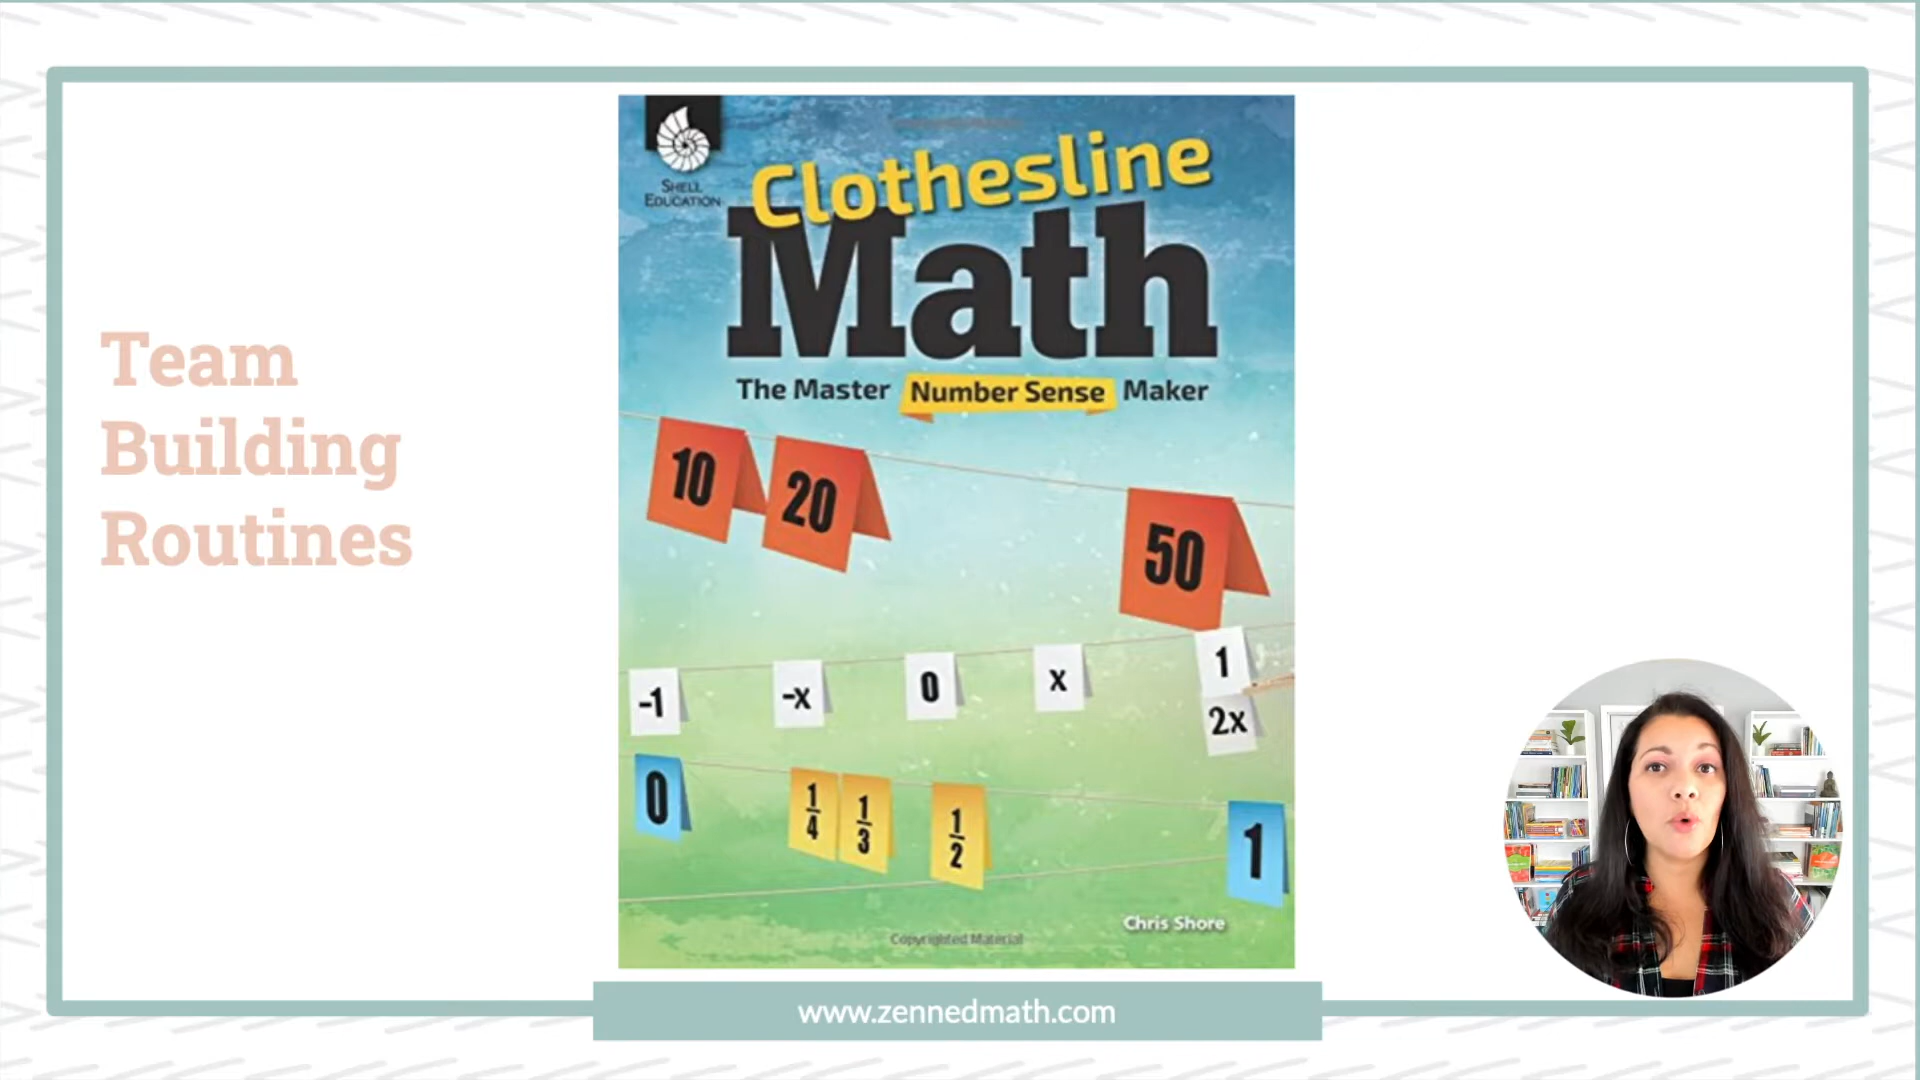 Team
Building
Routines
SHELL
EDUCATION
Clothesline
Math
The Master Number Sense Maker
10
20
50
-1
-x
0
x
1
2x
0
1/4
1/3
1/2
1
Chris Shore
Copyrighted Material
www.zennedmath.com